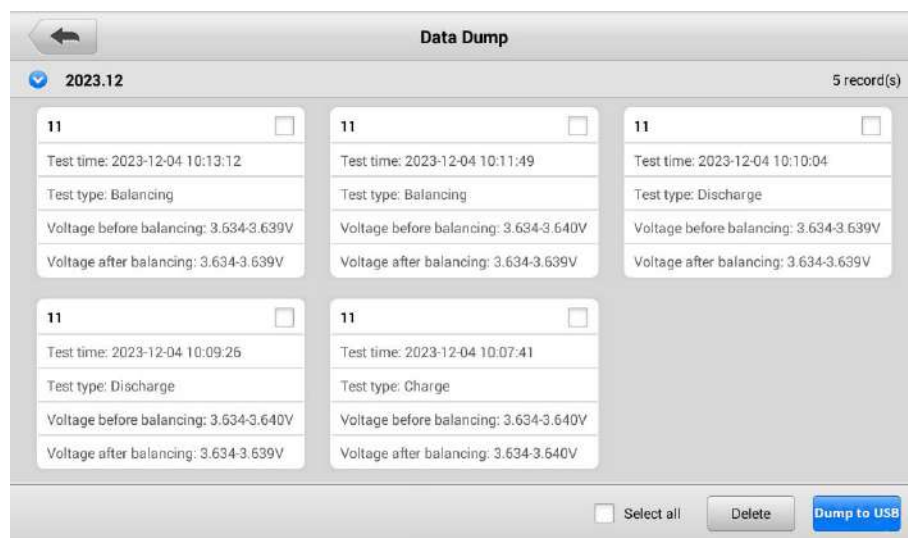 Data Dump
2023.12
5 record(s)
11
Test time: 2023-12-04 10:13:12
Test type: Balancing
Voltage before balancing: 3.634-3.639V
Voltage after balancing: 3.634-3.639V
11
Test time: 2023-12-04 10:11:49
Test type: Balancing
Voltage before balancing: 3.634-3.640V
Voltage after balancing: 3.634-3.639V
11
Test time: 2023-12-04 10:10:04
Test type: Discharge
Voltage before balancing: 3.634-3.639V
Voltage after balancing: 3.634-3.639V
11
Test time: 2023-12-04 10:09:26
Test type: Discharge
Voltage before balancing: 3.634-3.640V
Voltage after balancing: 3.634-3.639V
11
Test time: 2023-12-04 10:07:41
Test type: Charge
Voltage before balancing: 3.634-3.640V
Voltage after balancing: 3.634-3.640V
Select all
Delete
Dump to USB